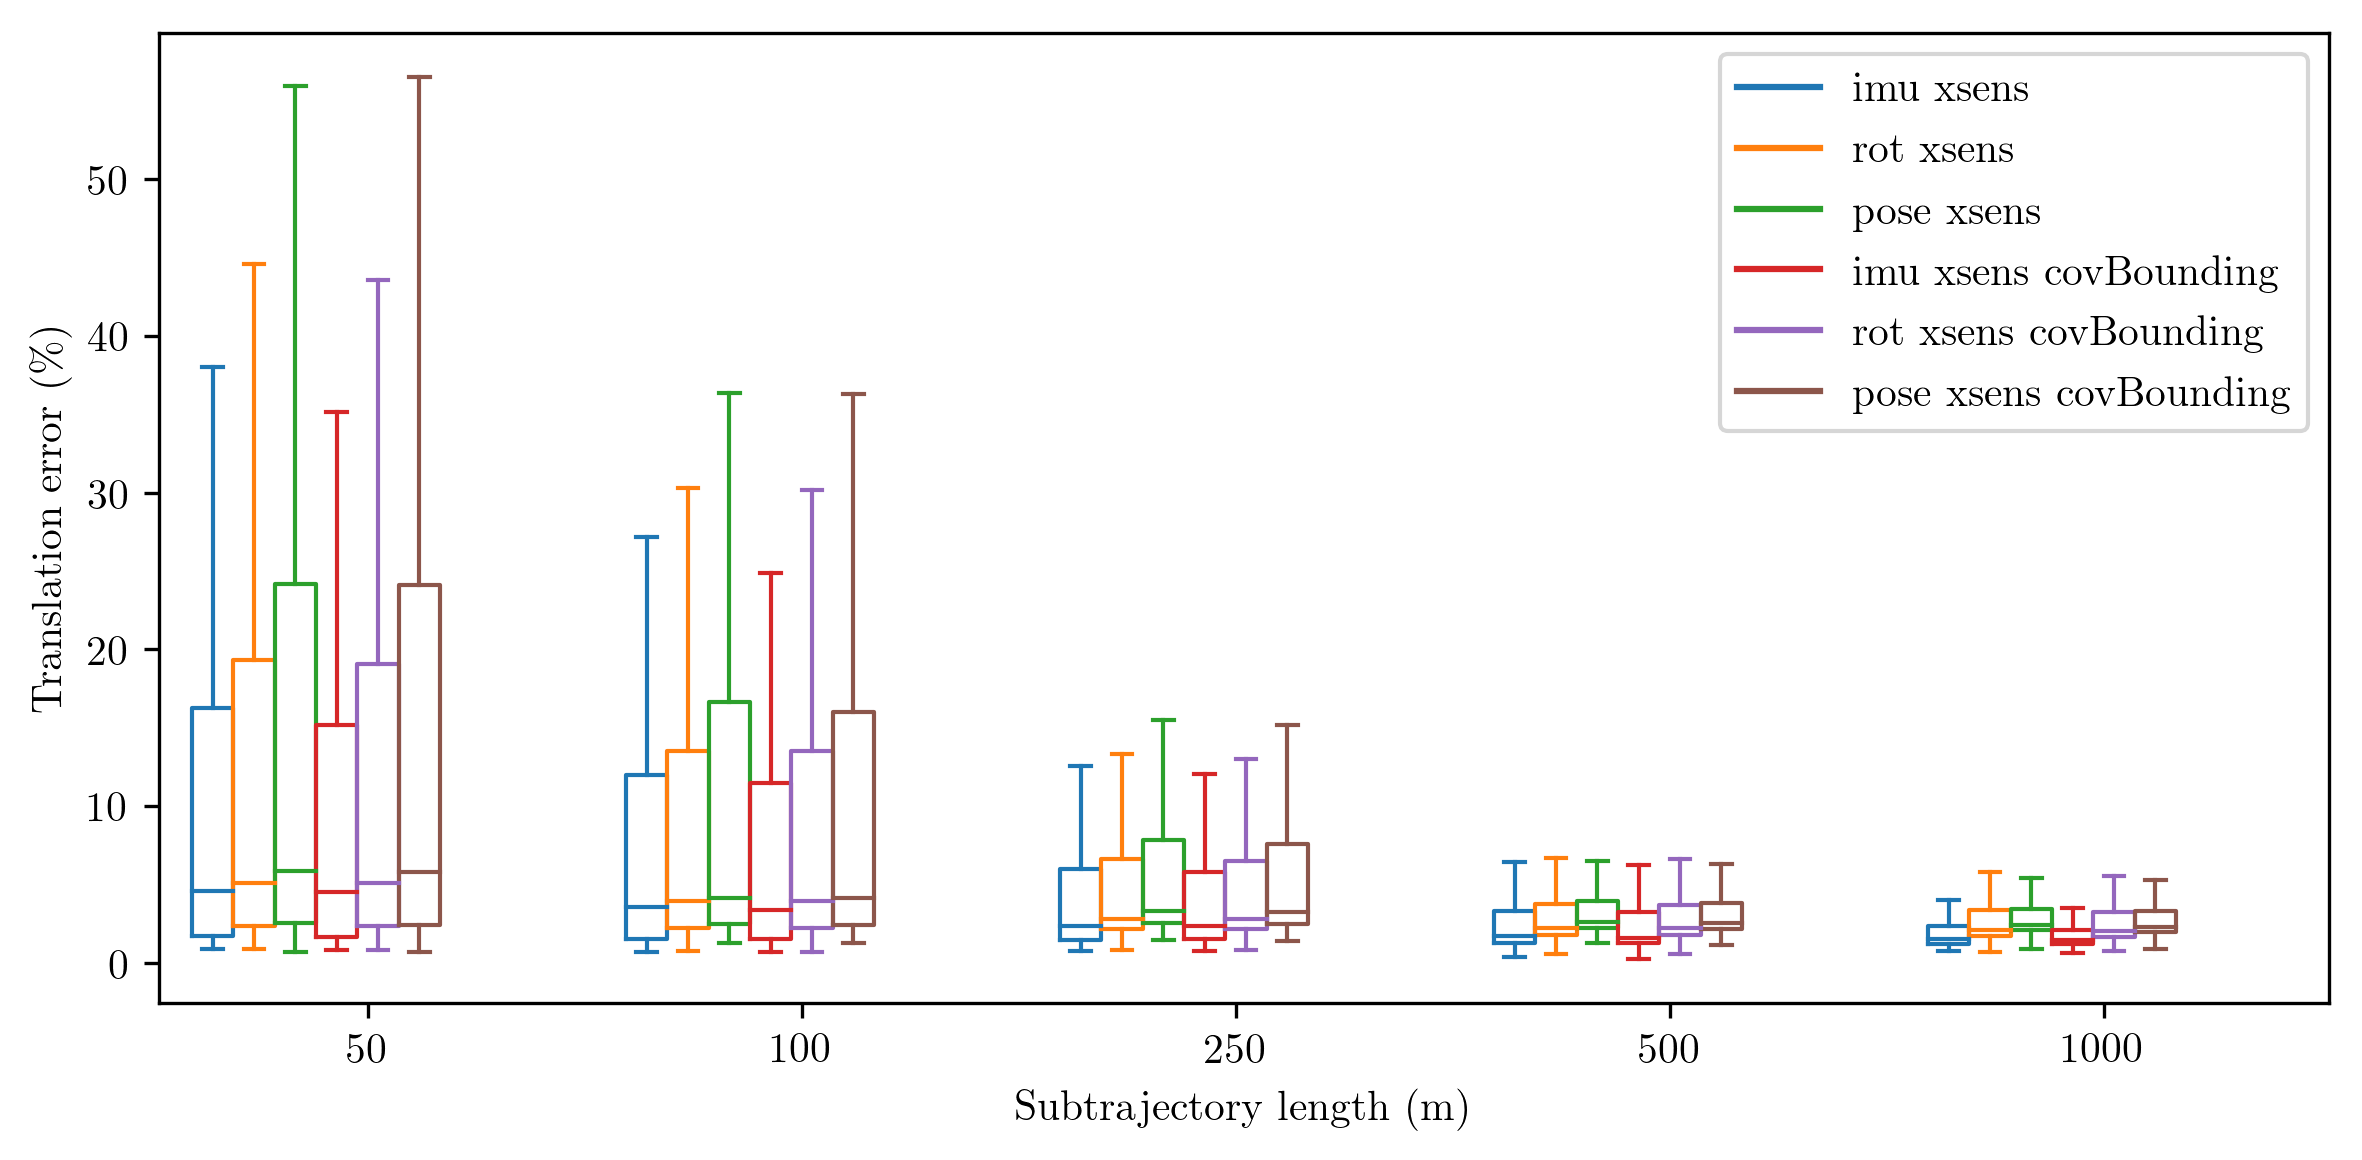 imu xsens
rot xsens
pose xsens
imu xsens covBounding
rot xsens covBounding
pose xsens covBounding
Translation error (%)
50
40
30
20
10
0
50 100 250 500 1000
Subtrajectory length (m)